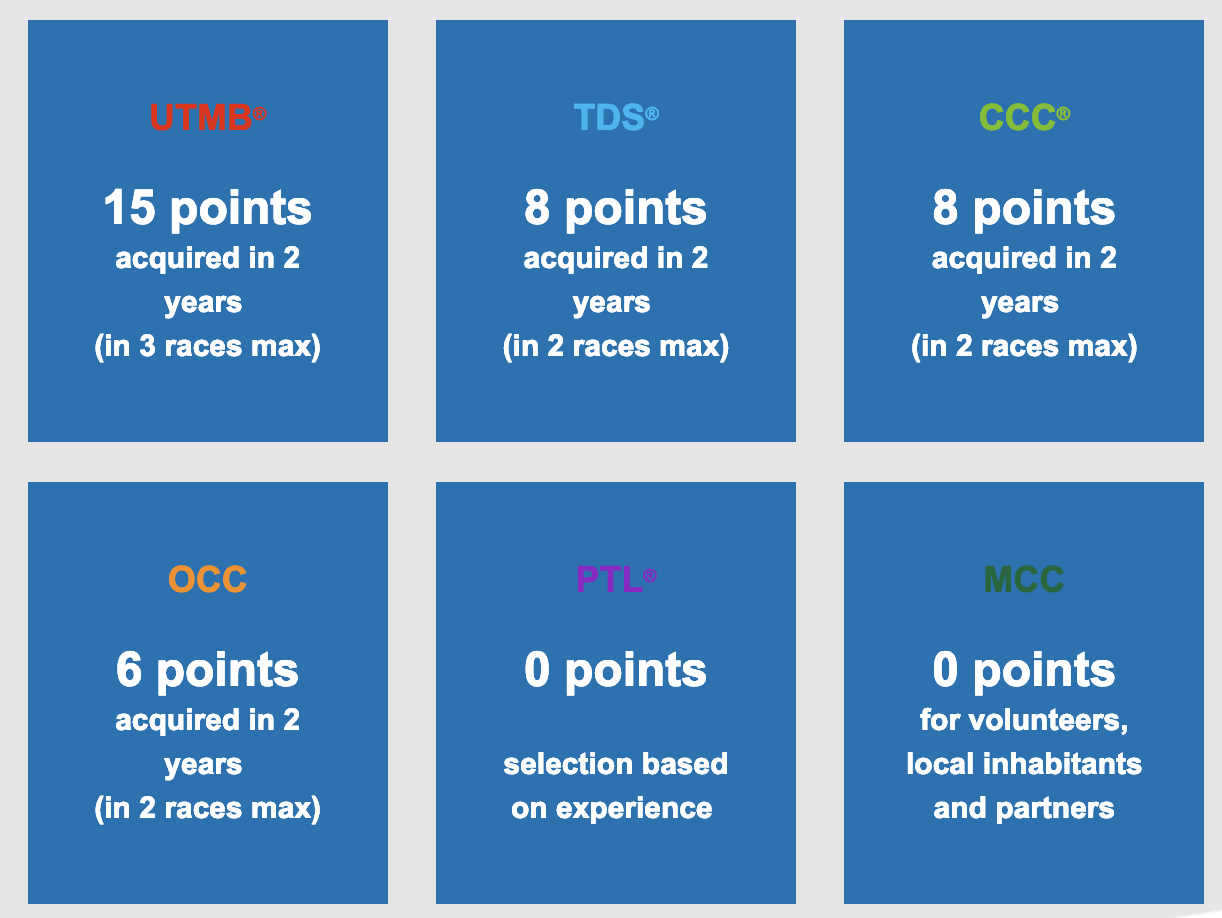 UTMB®
15 points
acquired in 2
years
(in 3 races max)
TDS®
8 points
acquired in 2
years
(in 2 races max)
CCC®
8 points
acquired in 2
years
(in 2 races max)
OCC
6 points
acquired in 2
years
(in 2 races max)
PTL®
0 points
selection based
on experience
MCC
0 points
for volunteers,
local inhabitants
and partners